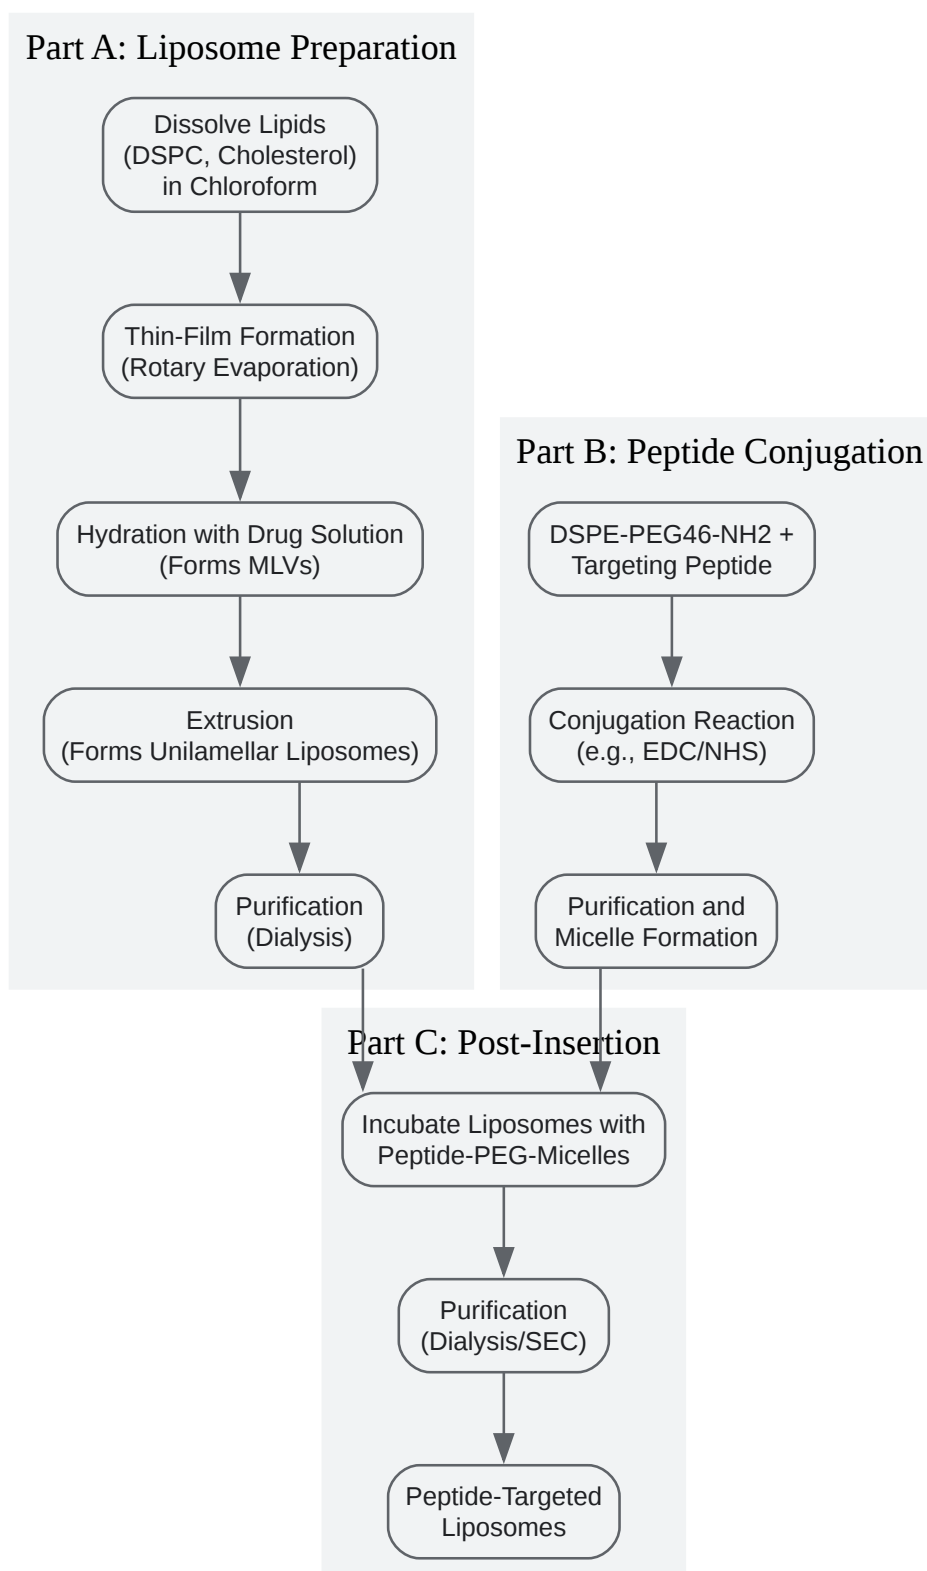 Part A: Liposome Preparation
Dissolve Lipids
(DSPC, Cholesterol)
in Chloroform
Thin-Film Formation
(Rotary Evaporation)
Hydration with Drug Solution
(Forms MLVs)
Extrusion
(Forms Unilamellar Liposomes)
Purification
(Dialysis)
Part B: Peptide Conjugation
DSPE-PEG46-NH2 +
Targeting Peptide
Conjugation Reaction
(e.g., EDC/NHS)
Purification and
Micelle Formation
Part C: Post-Insertion
Incubate Liposomes with
Peptide-PEG-Micelles
Purification
(Dialysis/SEC)
Peptide-Targeted
Liposomes